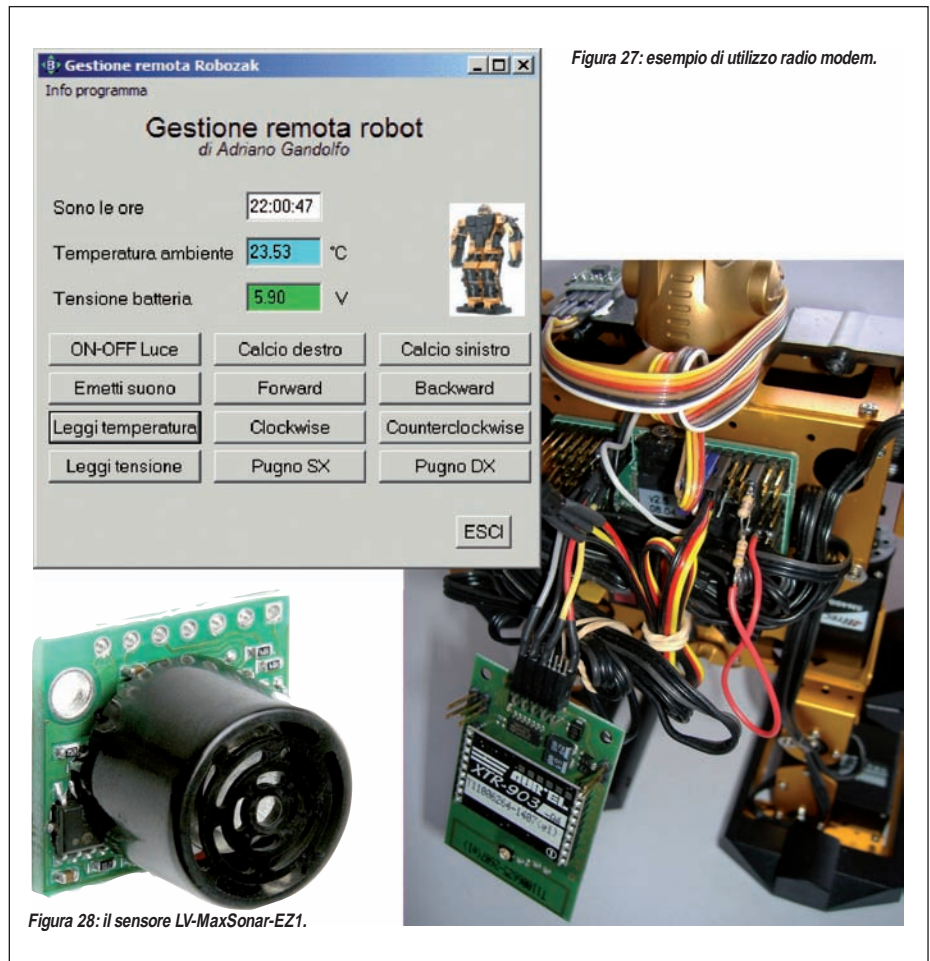 Figura 27: esempio di utilizzo radio modem.
Gestione remota Robozak
Info programma
Gestione remota robot
di Adriano Gandolfo
Sono le ore 22:00:47
Temperatura ambiente 23.53 °C
Tensione batteria 5.90 V
ON-OFF Luce Calcio destro Calcio sinistro
Emetti suono Forward Backward
Leggi temperatura Clockwise Counterclockwise
Leggi tensione Pugno SX Pugno DX
ESCI
AUREL
XTR-903
Figura 28: il sensore LV-MaxSonar-EZ1.